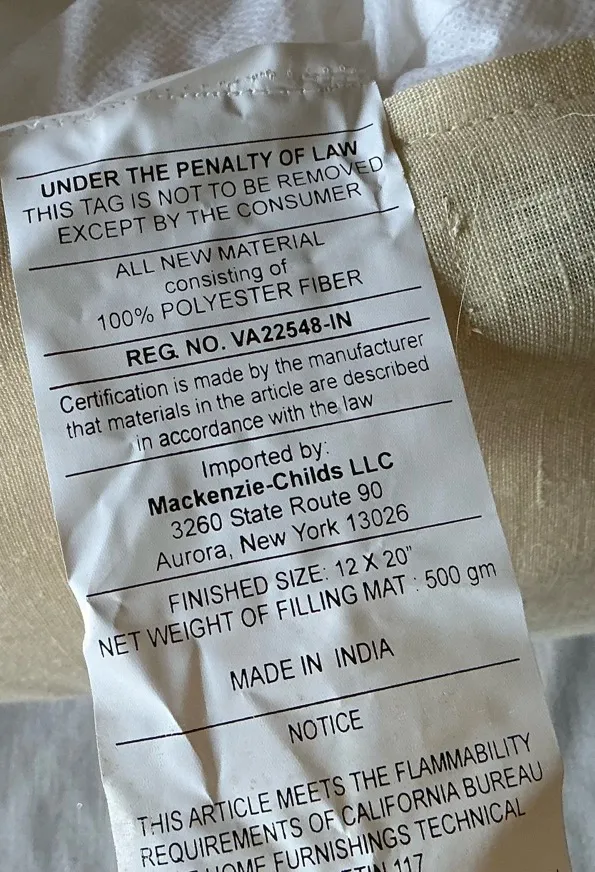 UNDER THE PENALTY OF LAW
THIS TAG IS NOT TO BE REMOVED
EXCEPT BY THE CONSUMER
ALL NEW MATERIAL
consisting of
100% POLYESTER FIBER
REG. NO. VA22548-IN
Certification is made by the manufacturer
that materials in the article are described
in accordance with the law
Imported by:
Mackenzie-Childs LLC
3260 State Route 90
Aurora, New York 13026
FINISHED SIZE: 12 X 20"
NET WEIGHT OF FILLING MAT : 500 gm
MADE IN INDIA
NOTICE
THIS ARTICLE MEETS THE FLAMMABILITY
REQUIREMENTS OF CALIFORNIA BUREAU
HOME FURNISHINGS TECHNICAL
117